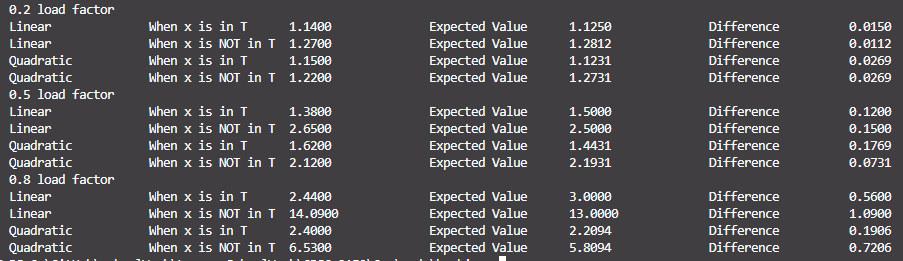 0.2 load factor
Linear When x is in T 1.1400 Expected Value 1.1250 Difference 0.0150
Linear When x is NOT in T 1.2700 Expected Value 1.2812 Difference 0.0112
Quadratic When x is in T 1.1500 Expected Value 1.1231 Difference 0.0269
Quadratic When x is NOT in T 1.2200 Expected Value 1.2731 Difference 0.0269
0.5 load factor
Linear When x is in T 1.3800 Expected Value 1.5000 Difference 0.1200
Linear When x is NOT in T 2.6500 Expected Value 2.5000 Difference 0.1500
Quadratic When x is in T 1.6200 Expected Value 1.4431 Difference 0.1769
Quadratic When x is NOT in T 2.1200 Expected Value 2.1931 Difference 0.0731
0.8 load factor
Linear When x is in T 2.4400 Expected Value 3.0000 Difference 0.5600
Linear When x is NOT in T 14.0900 Expected Value 13.0000 Difference 1.0900
Quadratic When x is in T 2.4000 Expected Value 2.2094 Difference 0.1906
Quadratic When x is NOT in T 6.5300 Expected Value 5.8094 Difference 0.7206